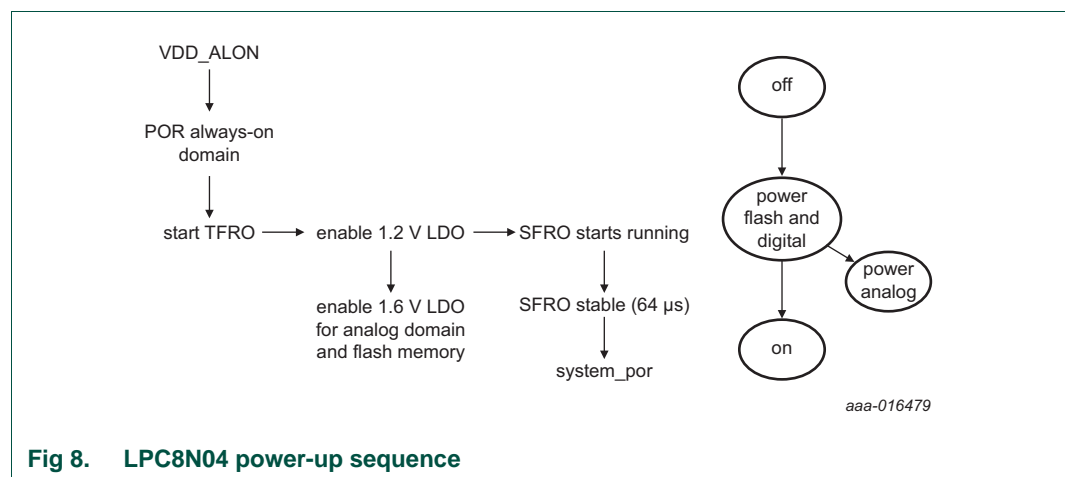 VDD_ALON
POR always-on
domain
start TFRO
enable 1.2 V LDO
SFRO starts running
enable 1.6 V LDO
for analog domain
and flash memory
SFRO stable (64 μs)
system_por
off
power
flash and
digital
power
analog
on
aaa-016479
Fig 8. LPC8N04 power-up sequence